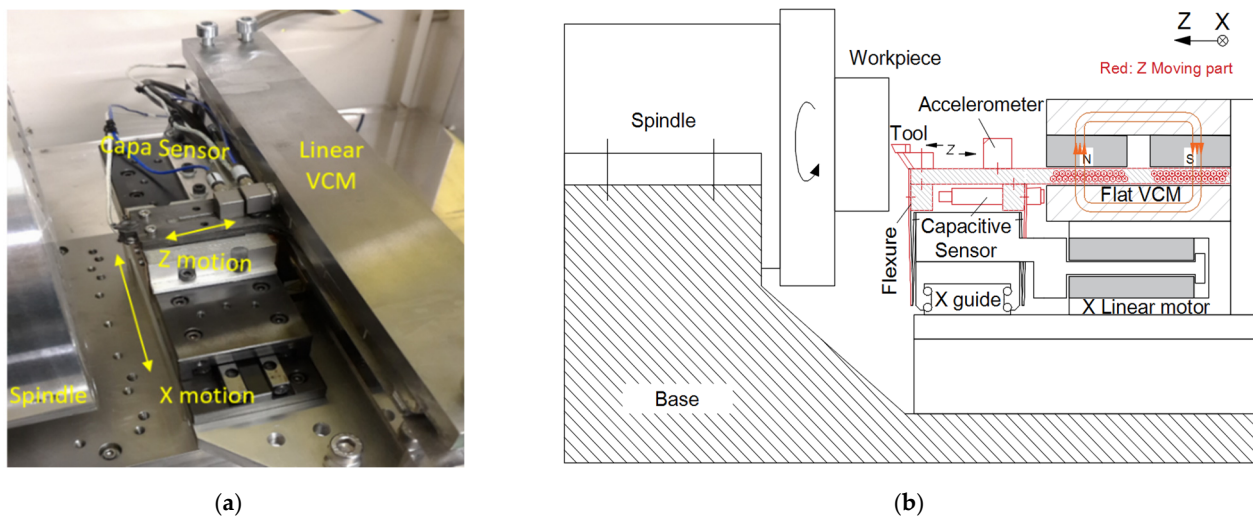 Capa Sensor
Linear
VCM
Z motion
X motion
Spindle
(a)
Z X
Red: Z Moving part
Workpiece
Accelerometer
Spindle
Tool
Z
N
S
Flat VCM
Flexure
Capacitive
Sensor
X guide
X Linear motor
Base
(b)